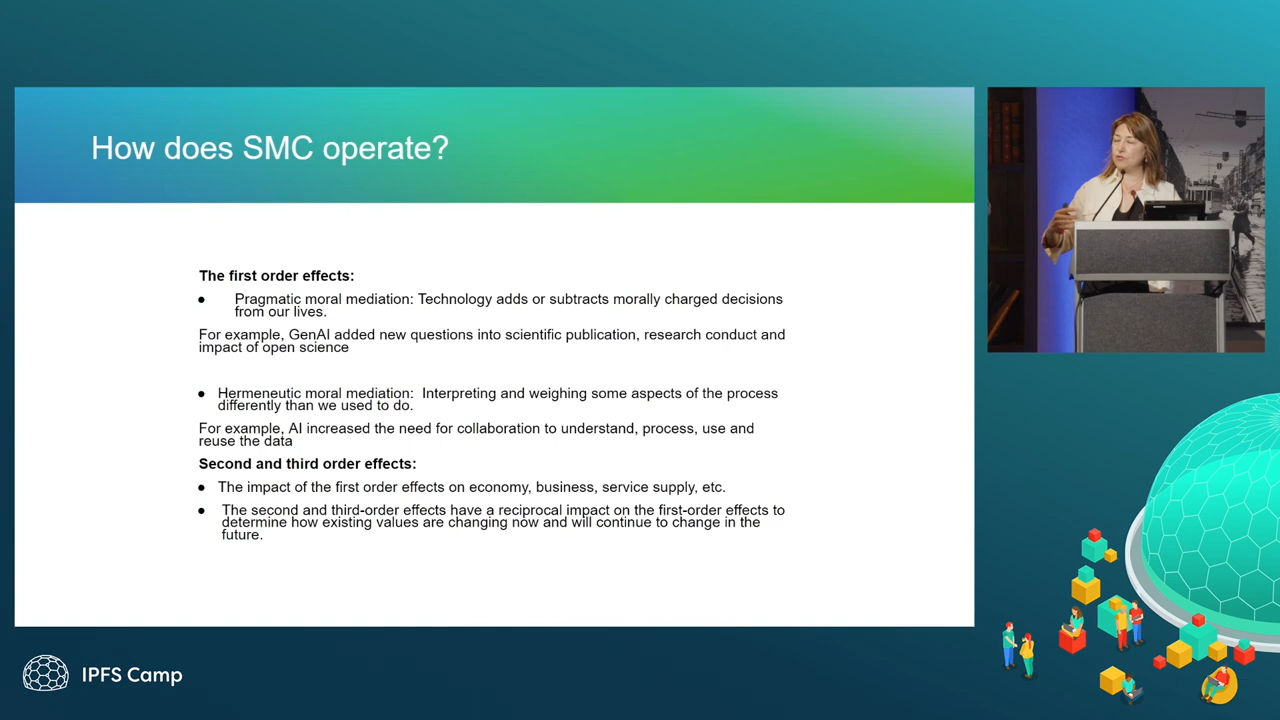 How does SMC operate?
The first order effects:
● Pragmatic moral mediation: Technology adds or subtracts morally charged decisions
from our lives.
For example, GenAI added new questions into scientific publication, research conduct and
impact of open science
● Hermeneutic moral mediation:  Interpreting and weighing some aspects of the process
differently than we used to do.
For example, AI increased the need for collaboration to understand, process, use and
reuse the data
Second and third order effects:
● The impact of the first order effects on economy, business, service supply, etc.
● The second and third-order effects have a reciprocal impact on the first-order effects to
determine how existing values are changing now and will continue to change in the
future.
IPFS Camp